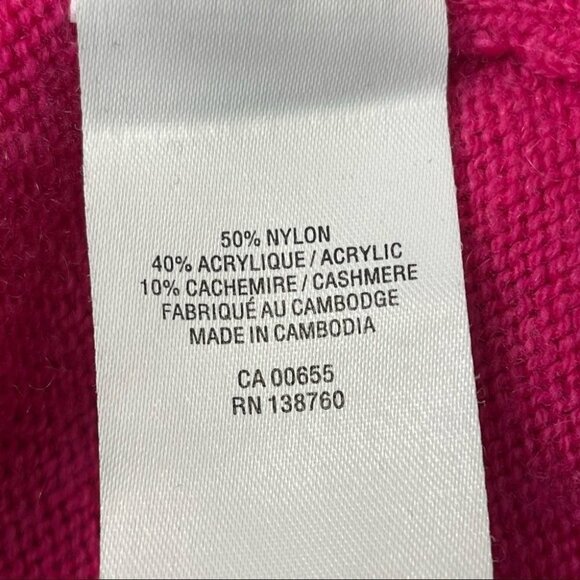 50% NYLON
40% ACRYLIQUE / ACRYLIC
10% CACHEMIRE / CASHMERE
FABRIQUÉ AU CAMBODGE
MADE IN CAMBODIA
CA 00655
RN 138760